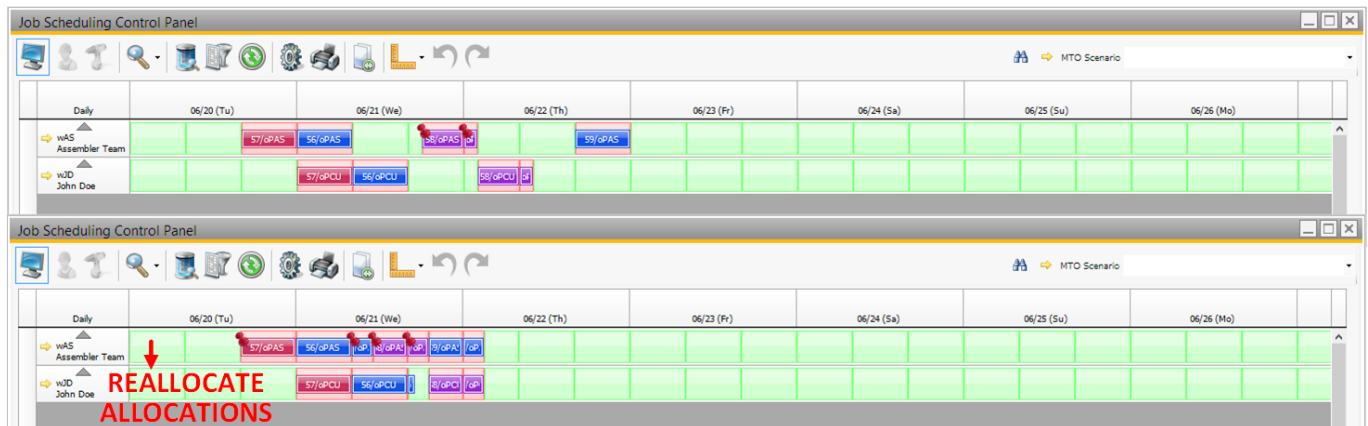 Job Scheduling Control Panel
MTO Scenario
Daily 06/20 (Tu) 06/21 (We) 06/22 (Th) 06/23 (Fr) 06/24 (Sa) 06/25 (Su) 06/26 (Mo)
wAS
Assembler Team
57/oPAS 56/oPAS 58/oPAS 59/oPAS
wJD
John Doe
57/oPCU 56/oPCU 58/oPCU
Job Scheduling Control Panel
MTO Scenario
Daily 06/20 (Tu) 06/21 (We) 06/22 (Th) 06/23 (Fr) 06/24 (Sa) 06/25 (Su) 06/26 (Mo)
wAS
Assembler Team
57/oPAS 56/oPAS
wJD
John Doe
57/oPCU 56/oPCU
REALLOCATE
ALLOCATIONS